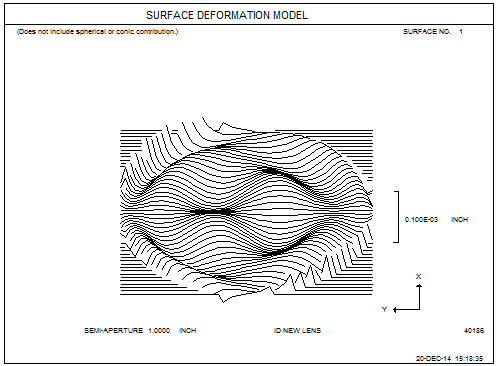 SURFACE DEFORMATION MODEL
(Does not include spherical or conic contribution.) SURFACE NO. 1
0.100E-03 INCH
X
Y
SEMI-APERTURE 1.0000 INCH ID NEW LENS 40186
20-DEC-14 15:18:35